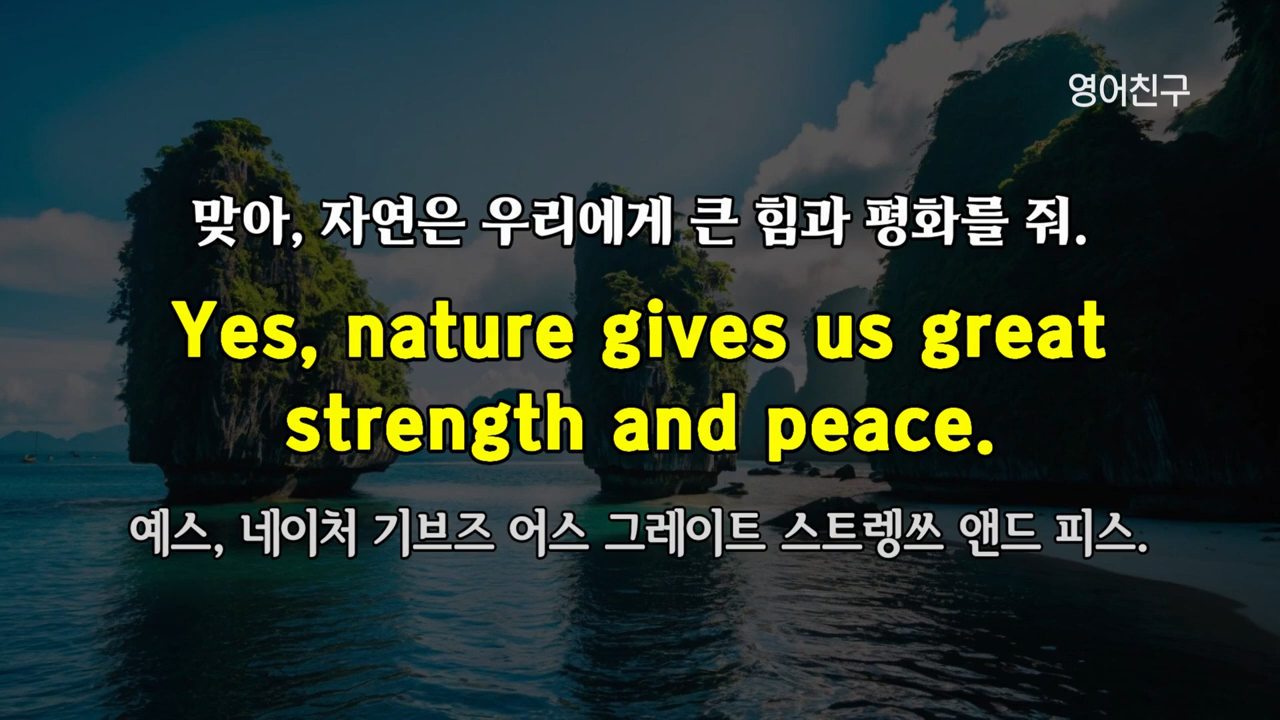 영어친구
맞아, 자연은 우리에게 큰 힘과 평화를 줘.
Yes, nature gives us great
strength and peace.
예스, 네이처 기브즈 어스 그레이트 스트렝쓰 앤드 피스.